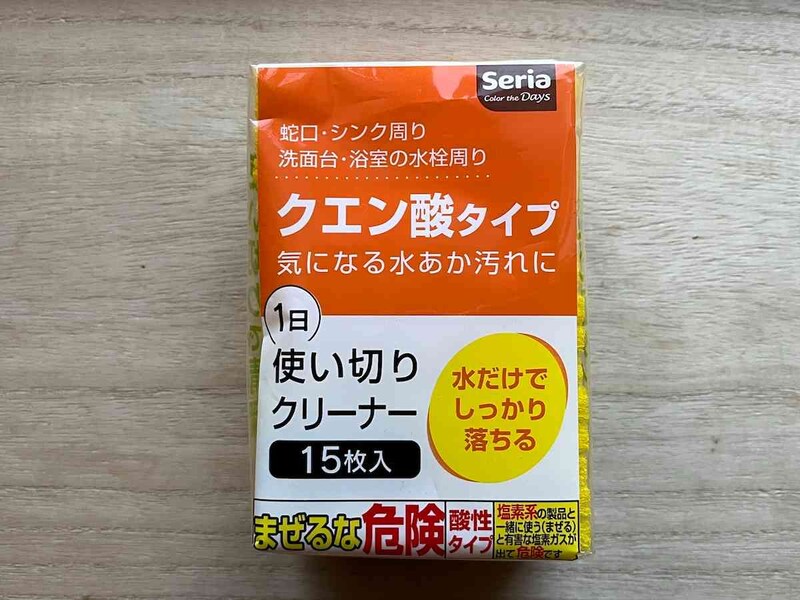 Seria
Color the Days
蛇口・シンク周り
洗面台・浴室の水栓周り
クエン酸タイプ
気になる水あか汚れに
1日
使い切り
クリーナー
15枚入
水だけで
しっかり
落ちる
まぜるな危険
酸性
タイプ
塩素系の製品と
一緒に使う(まぜる)
と有害な塩素ガスが
出て危険です